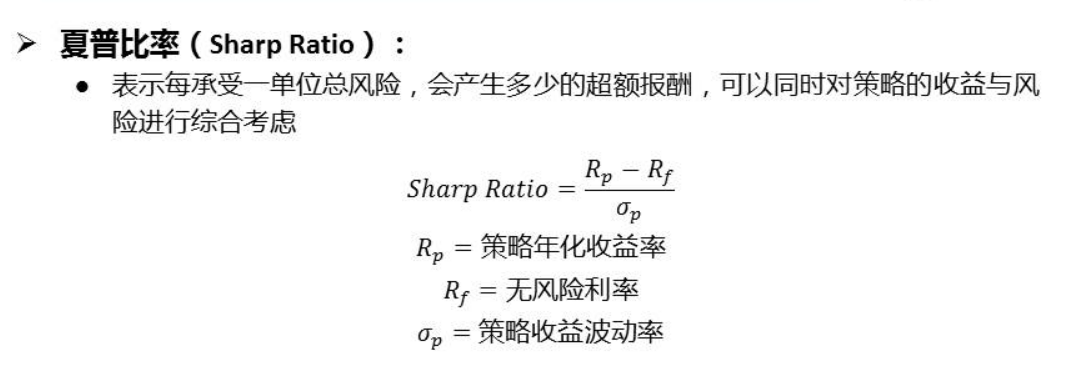 ➢ 夏普比率（Sharp Ratio）：
● 表示每承受一单位总风险，会产生多少的超额报酬，可以同时对策略的收益与风
险进行综合考虑
Sharp Ratio = (R_p − R_f) / σ_p
R_p = 策略年化收益率
R_f = 无风险利率
σ_p = 策略收益波动率